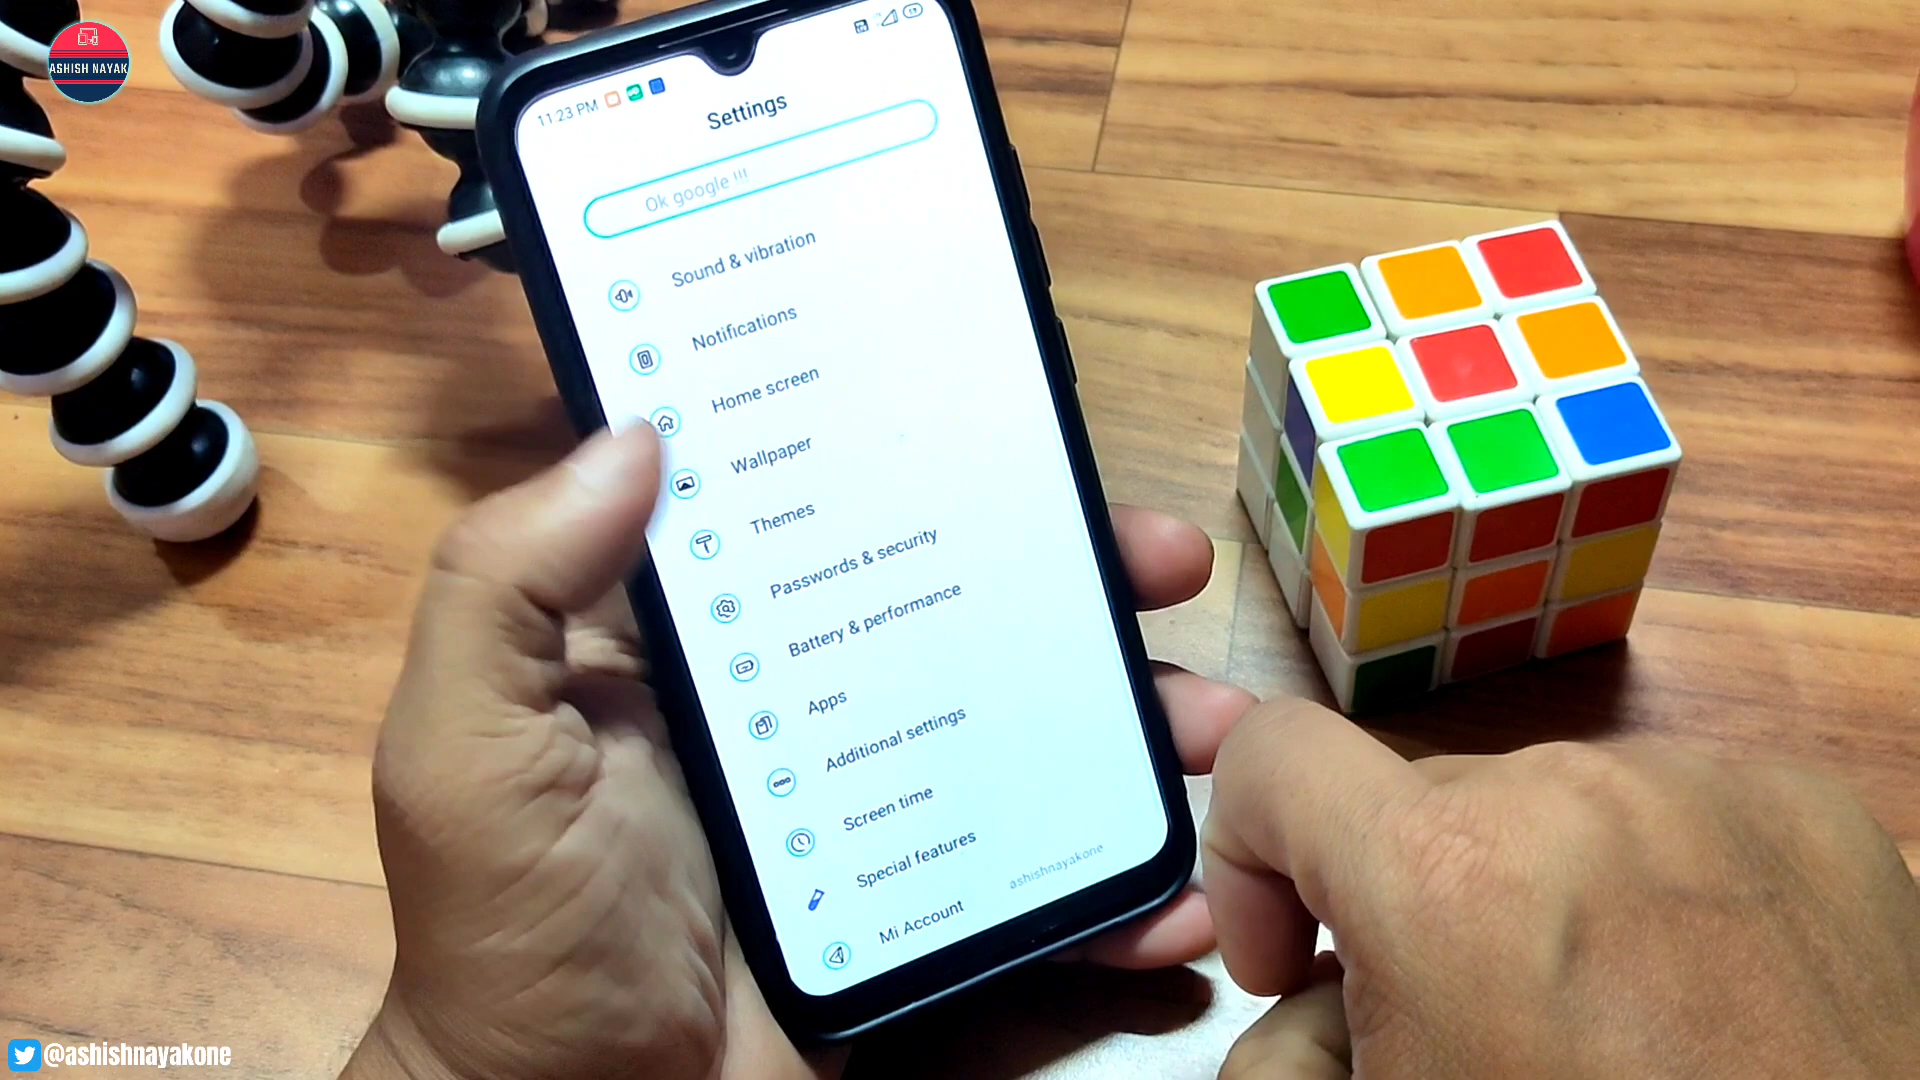 ASHISH NAYAK
11:23 PM
Settings
Ok google !!!
Sound & vibration
Notifications
Home screen
Wallpaper
Themes
Passwords & security
Battery & performance
Apps
Additional settings
Screen time
Special features
Mi Account
ashishnayakone
@ashishnayakone